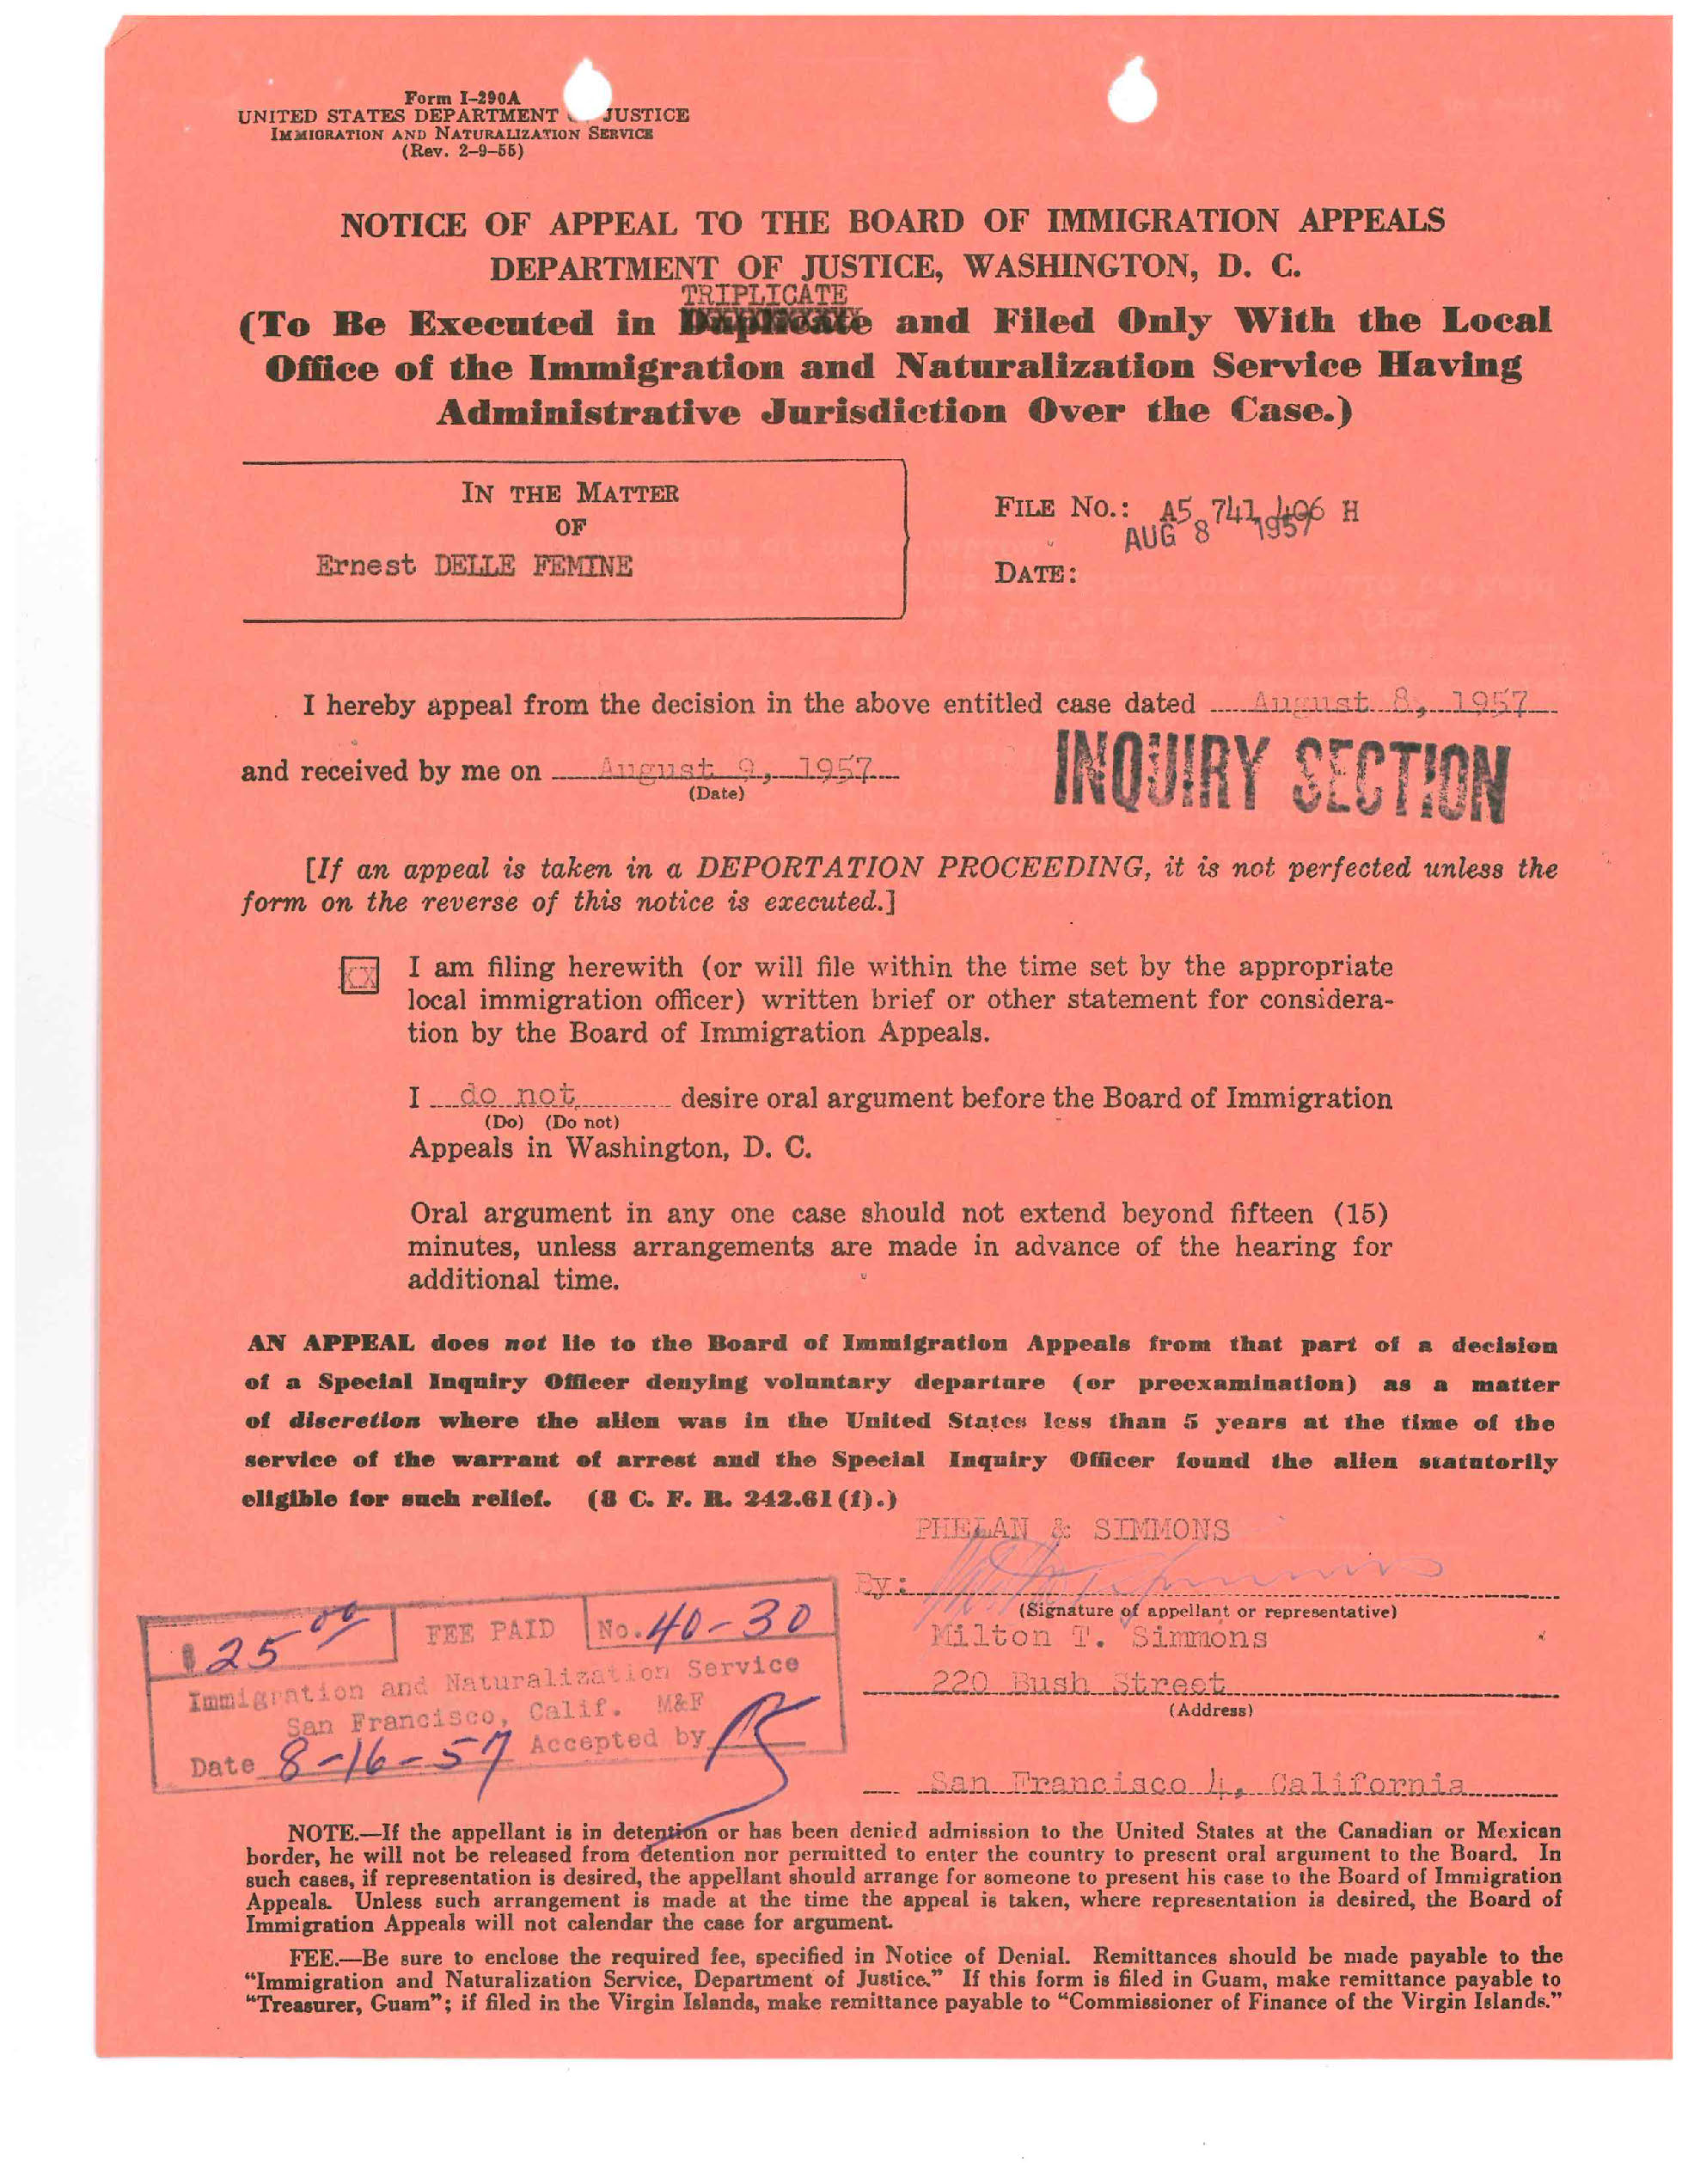 Form I-290A
UNITED STATES DEPARTMENT JUSTICE
IMMIGRATION AND NATURALIZATION SERVICE
(Rev. 2-9-55)
NOTICE OF APPEAL TO THE BOARD OF IMMIGRATION APPEALS
DEPARTMENT OF JUSTICE, WASHINGTON, D. C.
TRIPLICATE
(To Be Executed in Duplicate and Filed Only With the Local
Office of the Immigration and Naturalization Service Having
Administrative Jurisdiction Over the Case.)
IN THE MATTER
OF
Ernest DELLE FEMINE
FILE No.: A5 741 406 H
AUG 8 1957
DATE:
I hereby appeal from the decision in the above entitled case dated August 8, 1957
and received by me on August 9, 1957
(Date)
INQUIRY SECTION
[If an appeal is taken in a DEPORTATION PROCEEDING, it is not perfected unless the
form on the reverse of this notice is executed.]
XX I am filing herewith (or will file within the time set by the appropriate
local immigration officer) written brief or other statement for considera-
tion by the Board of Immigration Appeals.
I do not desire oral argument before the Board of Immigration
(Do) (Do not)
Appeals in Washington, D. C.
Oral argument in any one case should not extend beyond fifteen (15)
minutes, unless arrangements are made in advance of the hearing for
additional time.
AN APPEAL does not lie to the Board of Immigration Appeals from that part of a decision
of a Special Inquiry Officer denying voluntary departure (or preexamination) as a matter
of discretion where the alien was in the United States less than 5 years at the time of the
service of the warrant of arrest and the Special Inquiry Officer found the alien statutorily
eligible for such relief. (8 C. F. R. 242.61(f).)
PHELAN & SIMMONS
By:
(Signature of appellant or representative)
Milton T. Simmons
220 Bush Street
(Address)
San Francisco 4, California
$ 25 00 FEE PAID No. 40-30
Immigration and Naturalization Service
San Francisco, Calif. M&F
Date 8-16-57 Accepted by
NOTE.—If the appellant is in detention or has been denied admission to the United States at the Canadian or Mexican
border, he will not be released from detention nor permitted to enter the country to present oral argument to the Board. In
such cases, if representation is desired, the appellant should arrange for someone to present his case to the Board of Immigration
Appeals. Unless such arrangement is made at the time the appeal is taken, where representation is desired, the Board of
Immigration Appeals will not calendar the case for argument.
FEE.—Be sure to enclose the required fee, specified in Notice of Denial. Remittances should be made payable to the
“Immigration and Naturalization Service, Department of Justice.” If this form is filed in Guam, make remittance payable to
“Treasurer, Guam”; if filed in the Virgin Islands, make remittance payable to “Commissioner of Finance of the Virgin Islands.”